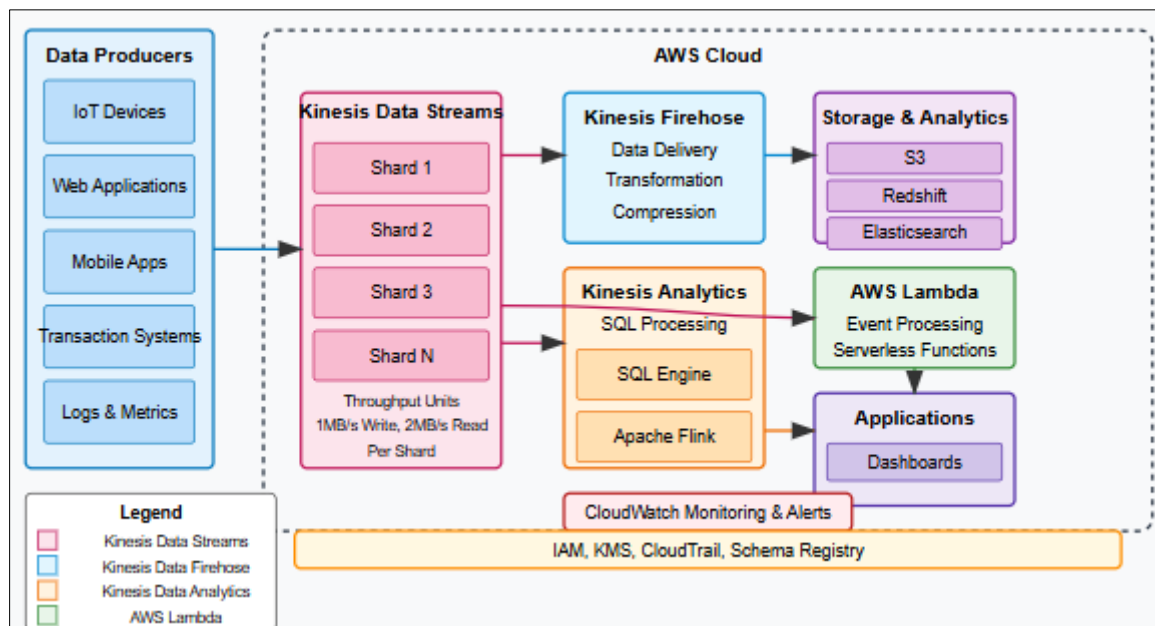 Data Producers
IoT Devices
Web Applications
Mobile Apps
Transaction Systems
Logs & Metrics
AWS Cloud
Kinesis Data Streams
Shard 1
Shard 2
Shard 3
Shard N
Throughput Units
1MB/s Write, 2MB/s Read
Per Shard
Kinesis Firehose
Data Delivery
Transformation
Compression
Storage & Analytics
S3
Redshift
Elasticsearch
Kinesis Analytics
SQL Processing
SQL Engine
Apache Flink
AWS Lambda
Event Processing
Serverless Functions
Applications
Dashboards
CloudWatch Monitoring & Alerts
IAM, KMS, CloudTrail, Schema Registry
Legend
Kinesis Data Streams
Kinesis Data Firehose
Kinesis Data Analytics
AWS Lambda